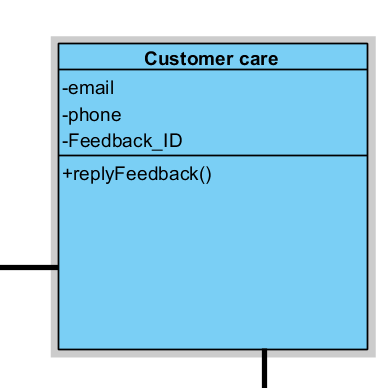 Customer care
-email
-phone
-Feedback_ID
+replyFeedback()